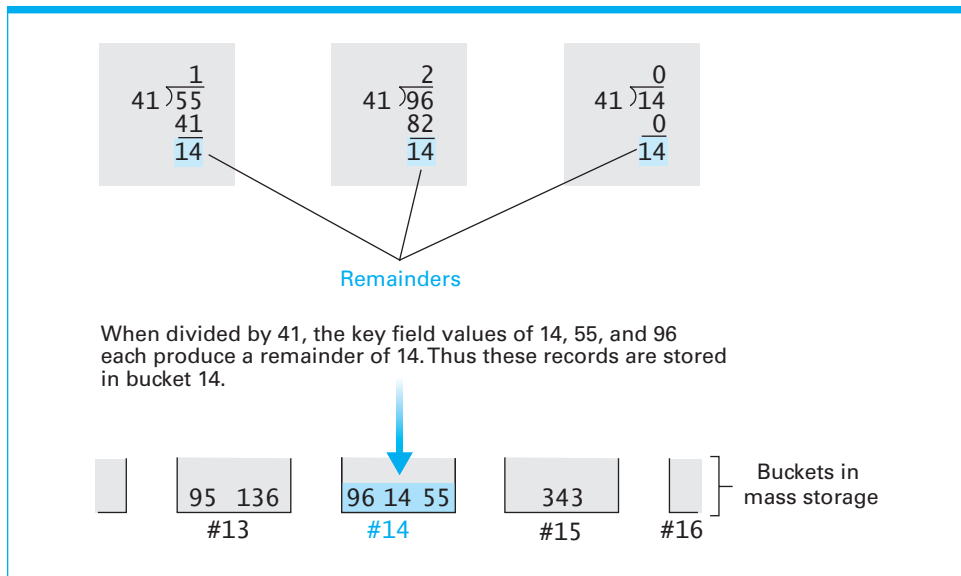 1
41 55
41
14
2
41 96
82
14
0
41 14
0
14
Remainders
When divided by 41, the key field values of 14, 55, and 96
each produce a remainder of 14. Thus these records are stored
in bucket 14.
95 136
96 14 55
343
Buckets in
mass storage
#13
#14
#15
#16